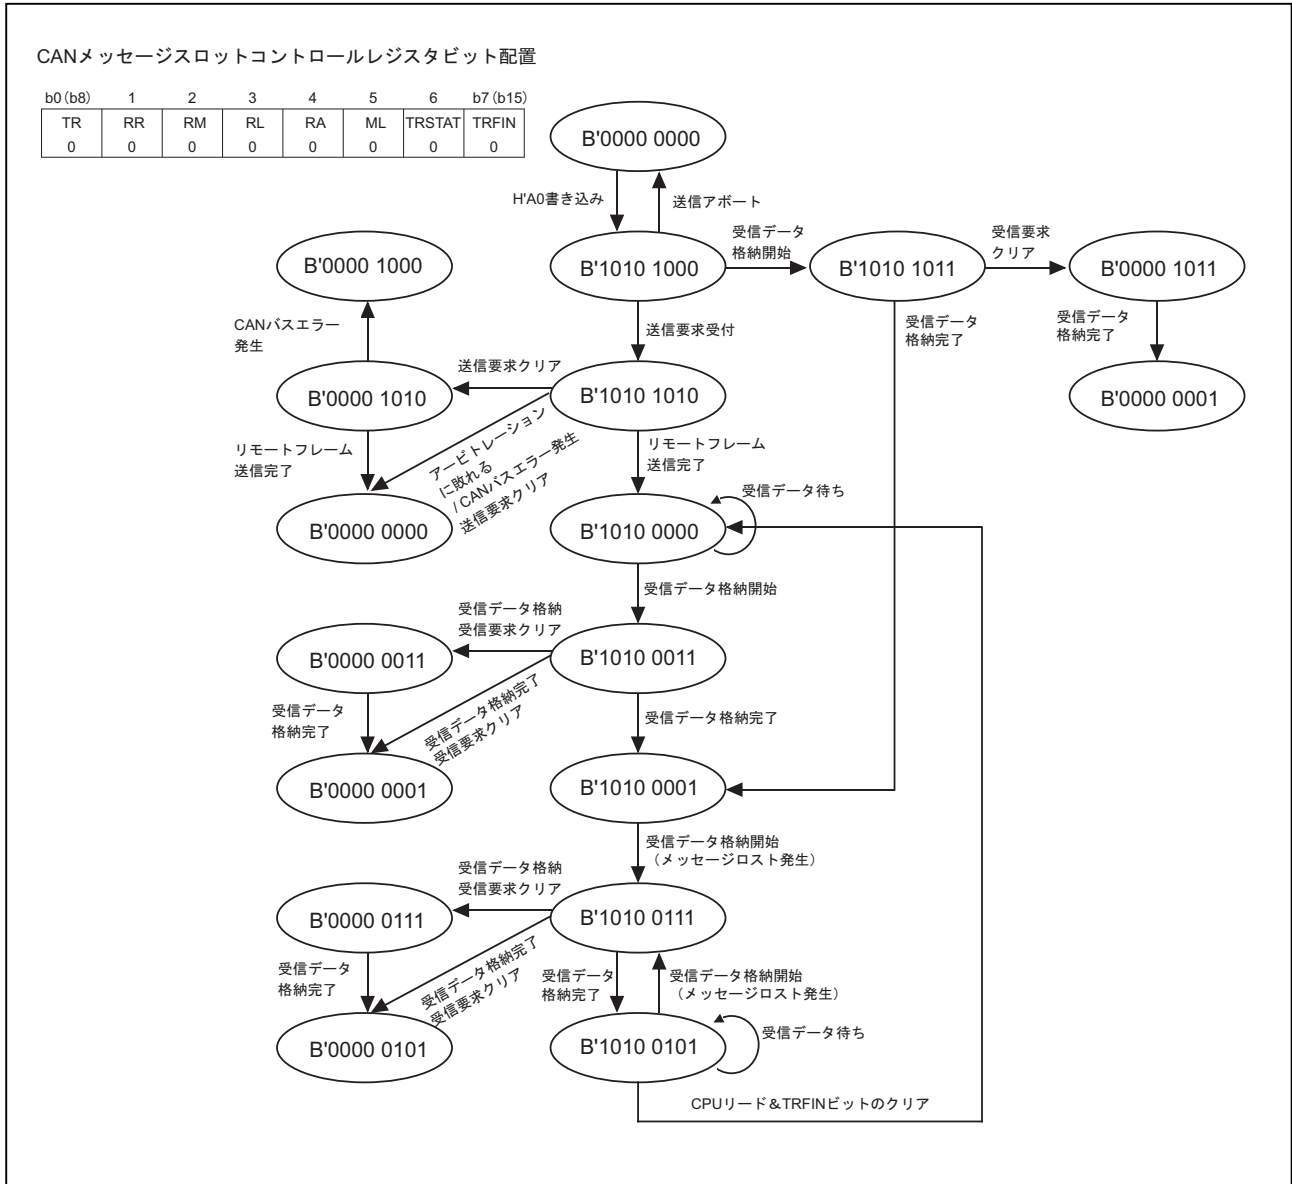 CANメッセージスロットコントロールレジスタビット配置
b0(b8) 1 2 3 4 5 6 b7(b15)
TR RR RM RL RA ML TRSTAT TRFIN
0 0 0 0 0 0 0 0
B'0000 0000
H'A0書き込み
送信アボート
B'1010 1000
受信データ
格納開始
B'1010 1011
受信要求
クリア
B'0000 1011
受信データ
格納完了
B'0000 0001
受信データ
格納完了
送信要求受付
B'1010 1010
送信要求クリア
B'0000 1010
CANバスエラー
発生
B'0000 1000
リモートフレーム
送信完了
B'0000 0000
アービトレーション
に敗れる
/ CANバスエラー発生
送信要求クリア
リモートフレーム
送信完了
B'1010 0000
受信データ待ち
受信データ格納開始
B'1010 0011
受信データ格納
受信要求クリア
B'0000 0011
受信データ
格納完了
B'0000 0001
受信データ格納完了
受信要求クリア
受信データ格納完了
B'1010 0001
受信データ格納開始
(メッセージロスト発生)
B'1010 0111
受信データ格納
受信要求クリア
B'0000 0111
受信データ
格納完了
B'0000 0101
受信データ格納完了
受信要求クリア
受信データ
格納完了
受信データ格納開始
(メッセージロスト発生)
B'1010 0101
受信データ待ち
CPUリード&TRFINビットのクリア